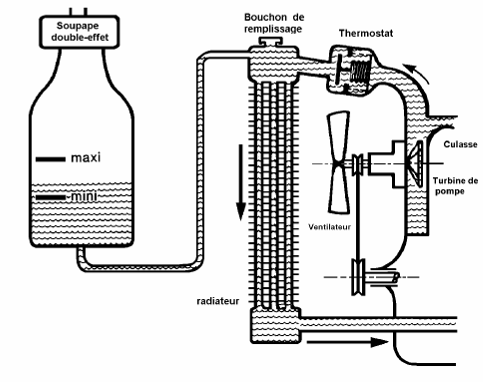 Soupape
double-effet
Bouchon de
remplissage
Thermostat
maxi
mini
Culasse
Turbine de
pompe
Ventilateur
radiateur